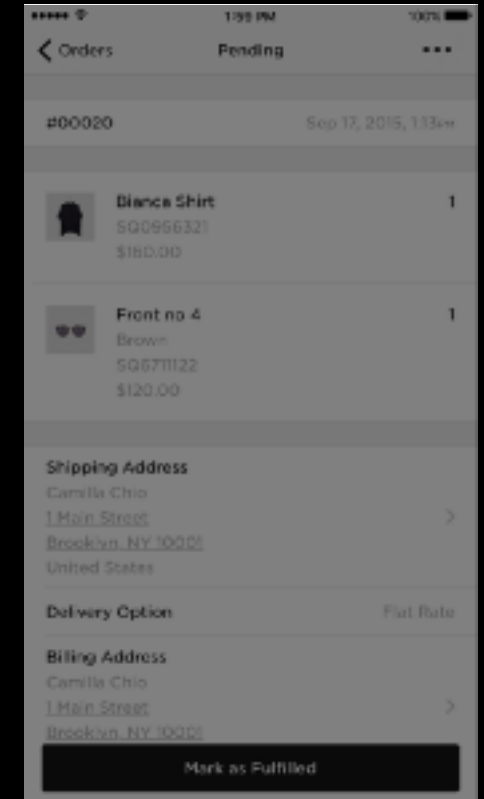 1:59 PM 100%
Orders Pending
#00020 Sep 17, 2015, 1:13PM
Bianca Shirt 1
SQ0956321
$180.00
Front no 4 1
Brown
SQ6711122
$120.00
Shipping Address
Camilla Chio
1 Main Street
Brooklyn, NY 10001
United States
Delivery Option Flat Rate
Billing Address
Camilla Chio
1 Main Street
Brooklyn, NY 10001
Mark as Fulfilled